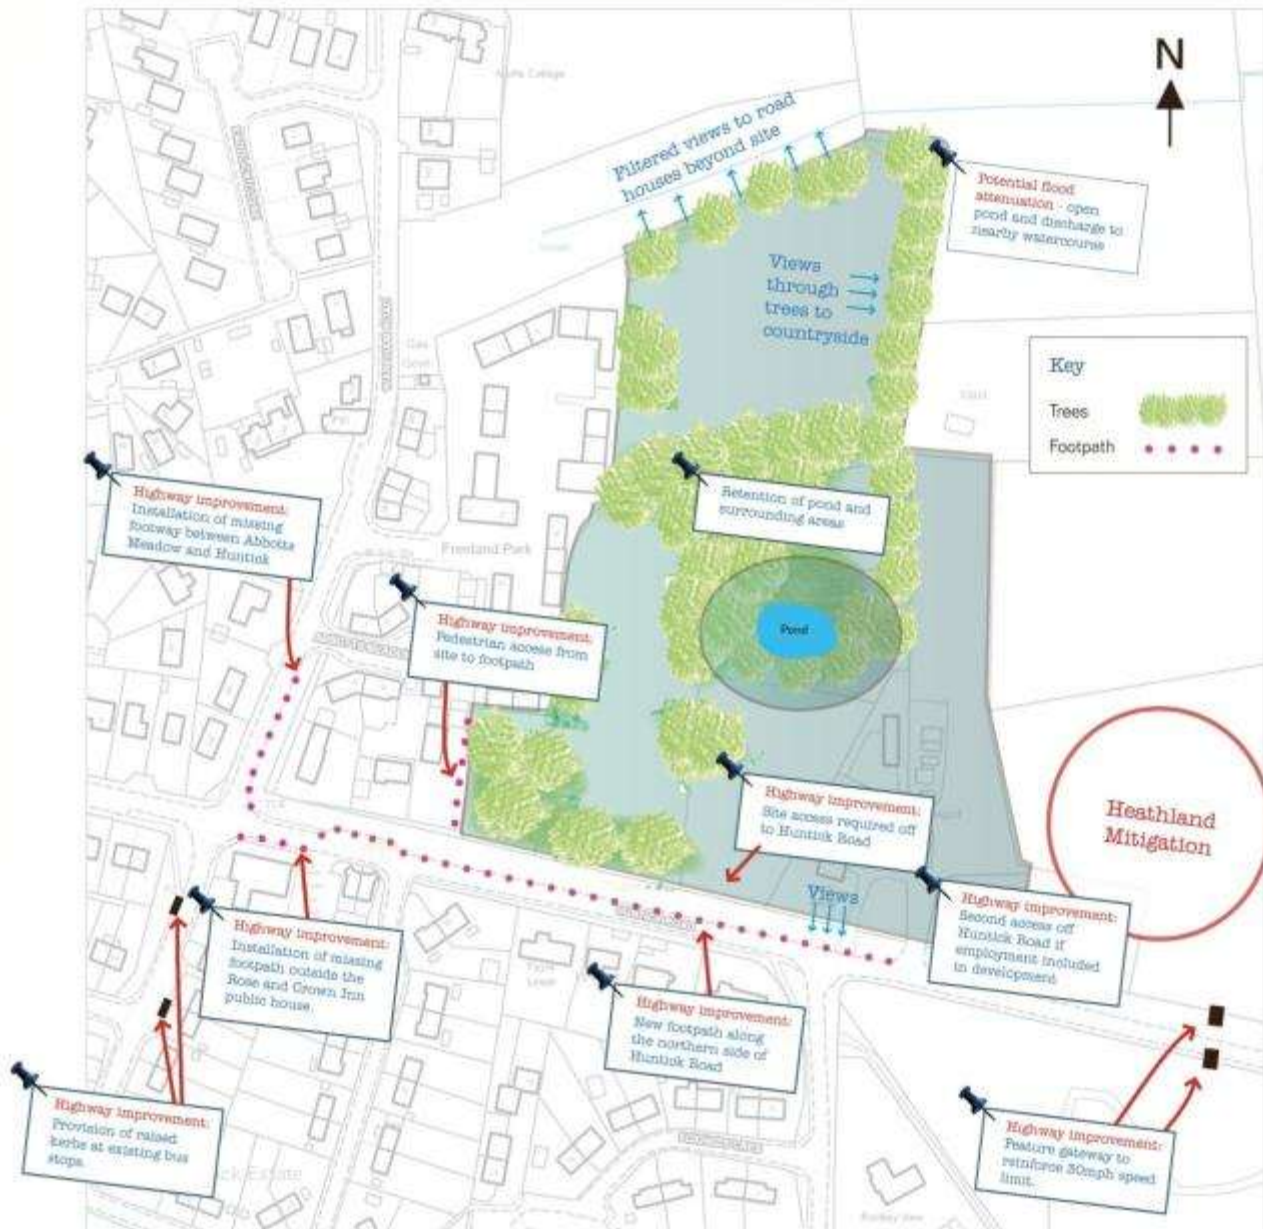 N
Filtered views to road
houses beyond site
Potential flood
attenuation - open
pond and discharge to
nearby watercourse
Views
through
trees to
countryside
Key
Trees
Footpath
Highway improvement:
Installation of missing
footway between Abbotts
Meadow and Huntick
Retention of pond and
surrounding areas
Freeland Park
Highway improvement:
Pedestrian access from
site to footpath
Pond
Highway improvement:
Site access required off
to Huntick Road
Heathland
Mitigation
Views
Highway improvement:
Second access off
Huntick Road if
employment included
in development
Highway improvement:
Installation of missing
footpath outside the
Rose and Crown Inn
public house.
Highway improvement:
New footpath along
the northern side of
Huntick Road
Highway improvement:
Provision of raised
kerbs at existing bus
stops.
Highway improvement:
Feature gateway to
reinforce 30mph speed
limit.
ck Estate